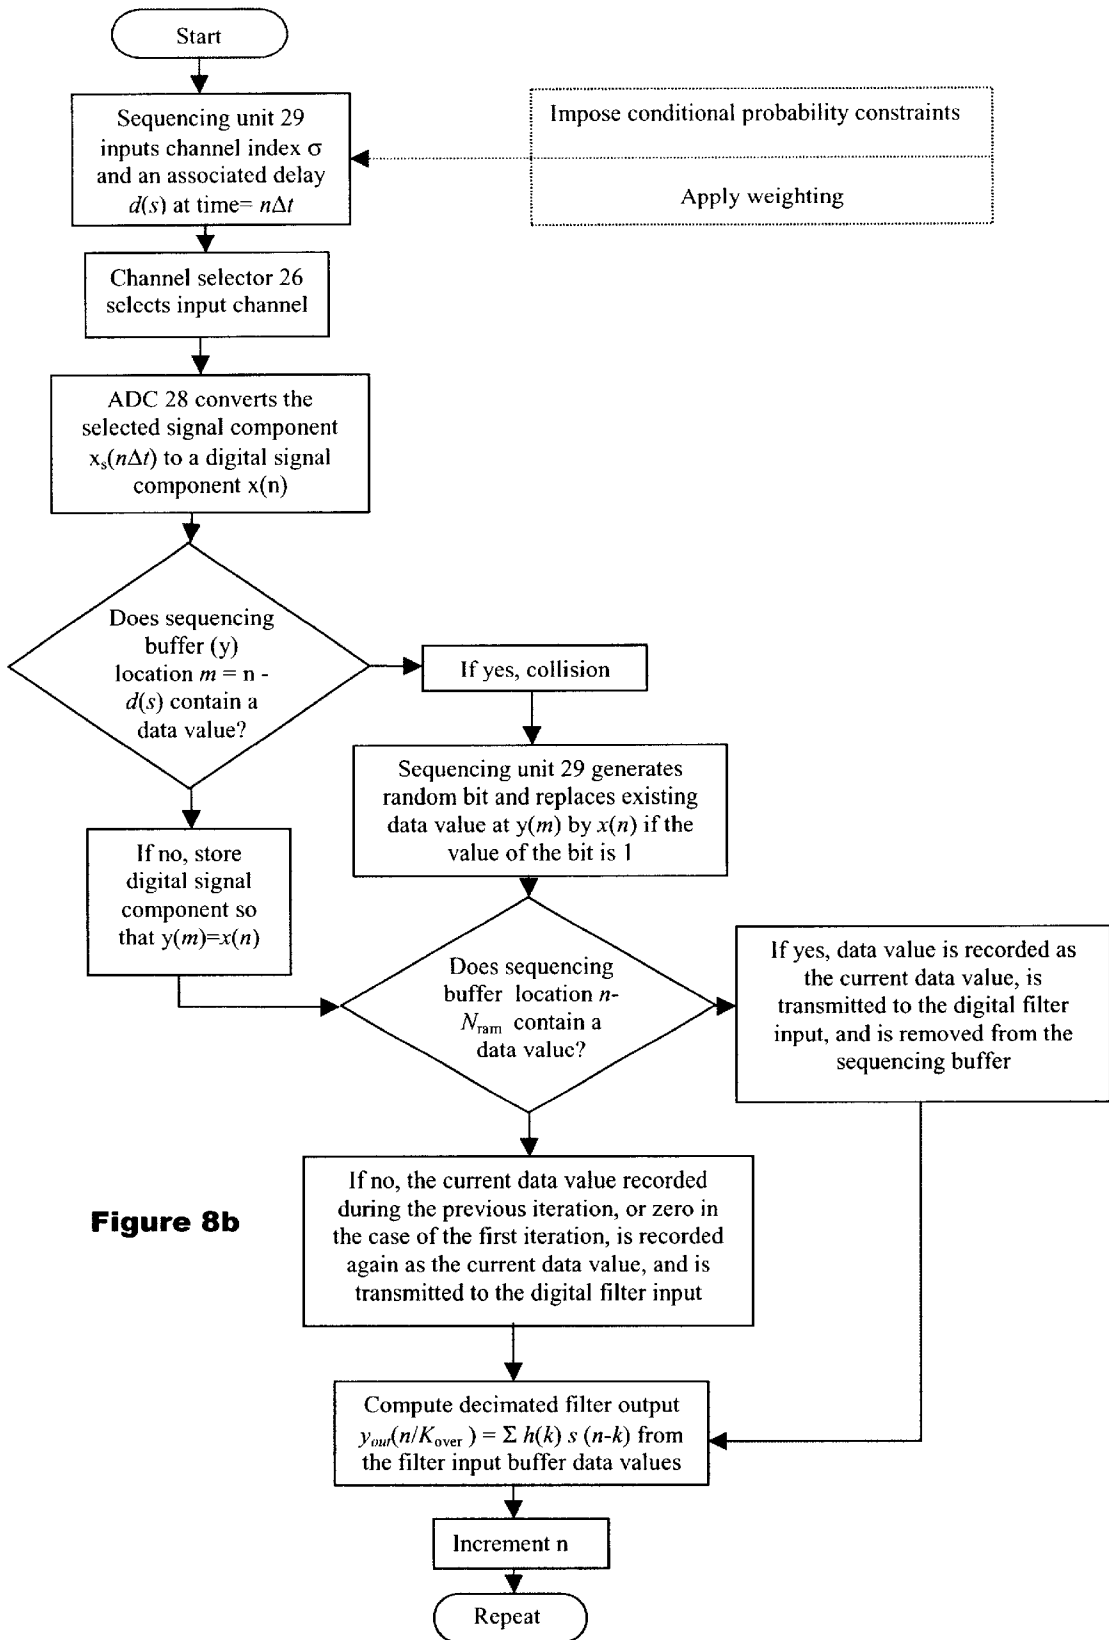 Start
Sequencing unit 29
inputs channel index σ
and an associated delay
d(s) at time= nΔt
Impose conditional probability constraints
Apply weighting
Channel selector 26
selects input channel
ADC 28 converts the
selected signal component
xs(nΔt) to a digital signal
component x(n)
Does sequencing
buffer (y)
location m = n -
d(s) contain a
data value?
If yes, collision
Sequencing unit 29 generates
random bit and replaces existing
data value at y(m) by x(n) if the
value of the bit is 1
If no, store
digital signal
component so
that y(m)=x(n)
Does sequencing
buffer location n-
Nram contain a
data value?
If yes, data value is recorded as
the current data value, is
transmitted to the digital filter
input, and is removed from the
sequencing buffer
If no, the current data value recorded
during the previous iteration, or zero in
the case of the first iteration, is recorded
again as the current data value, and is
transmitted to the digital filter input
Figure 8b
Compute decimated filter output
yout(n/Kover ) = Σ h(k) s (n-k) from
the filter input buffer data values
Increment n
Repeat